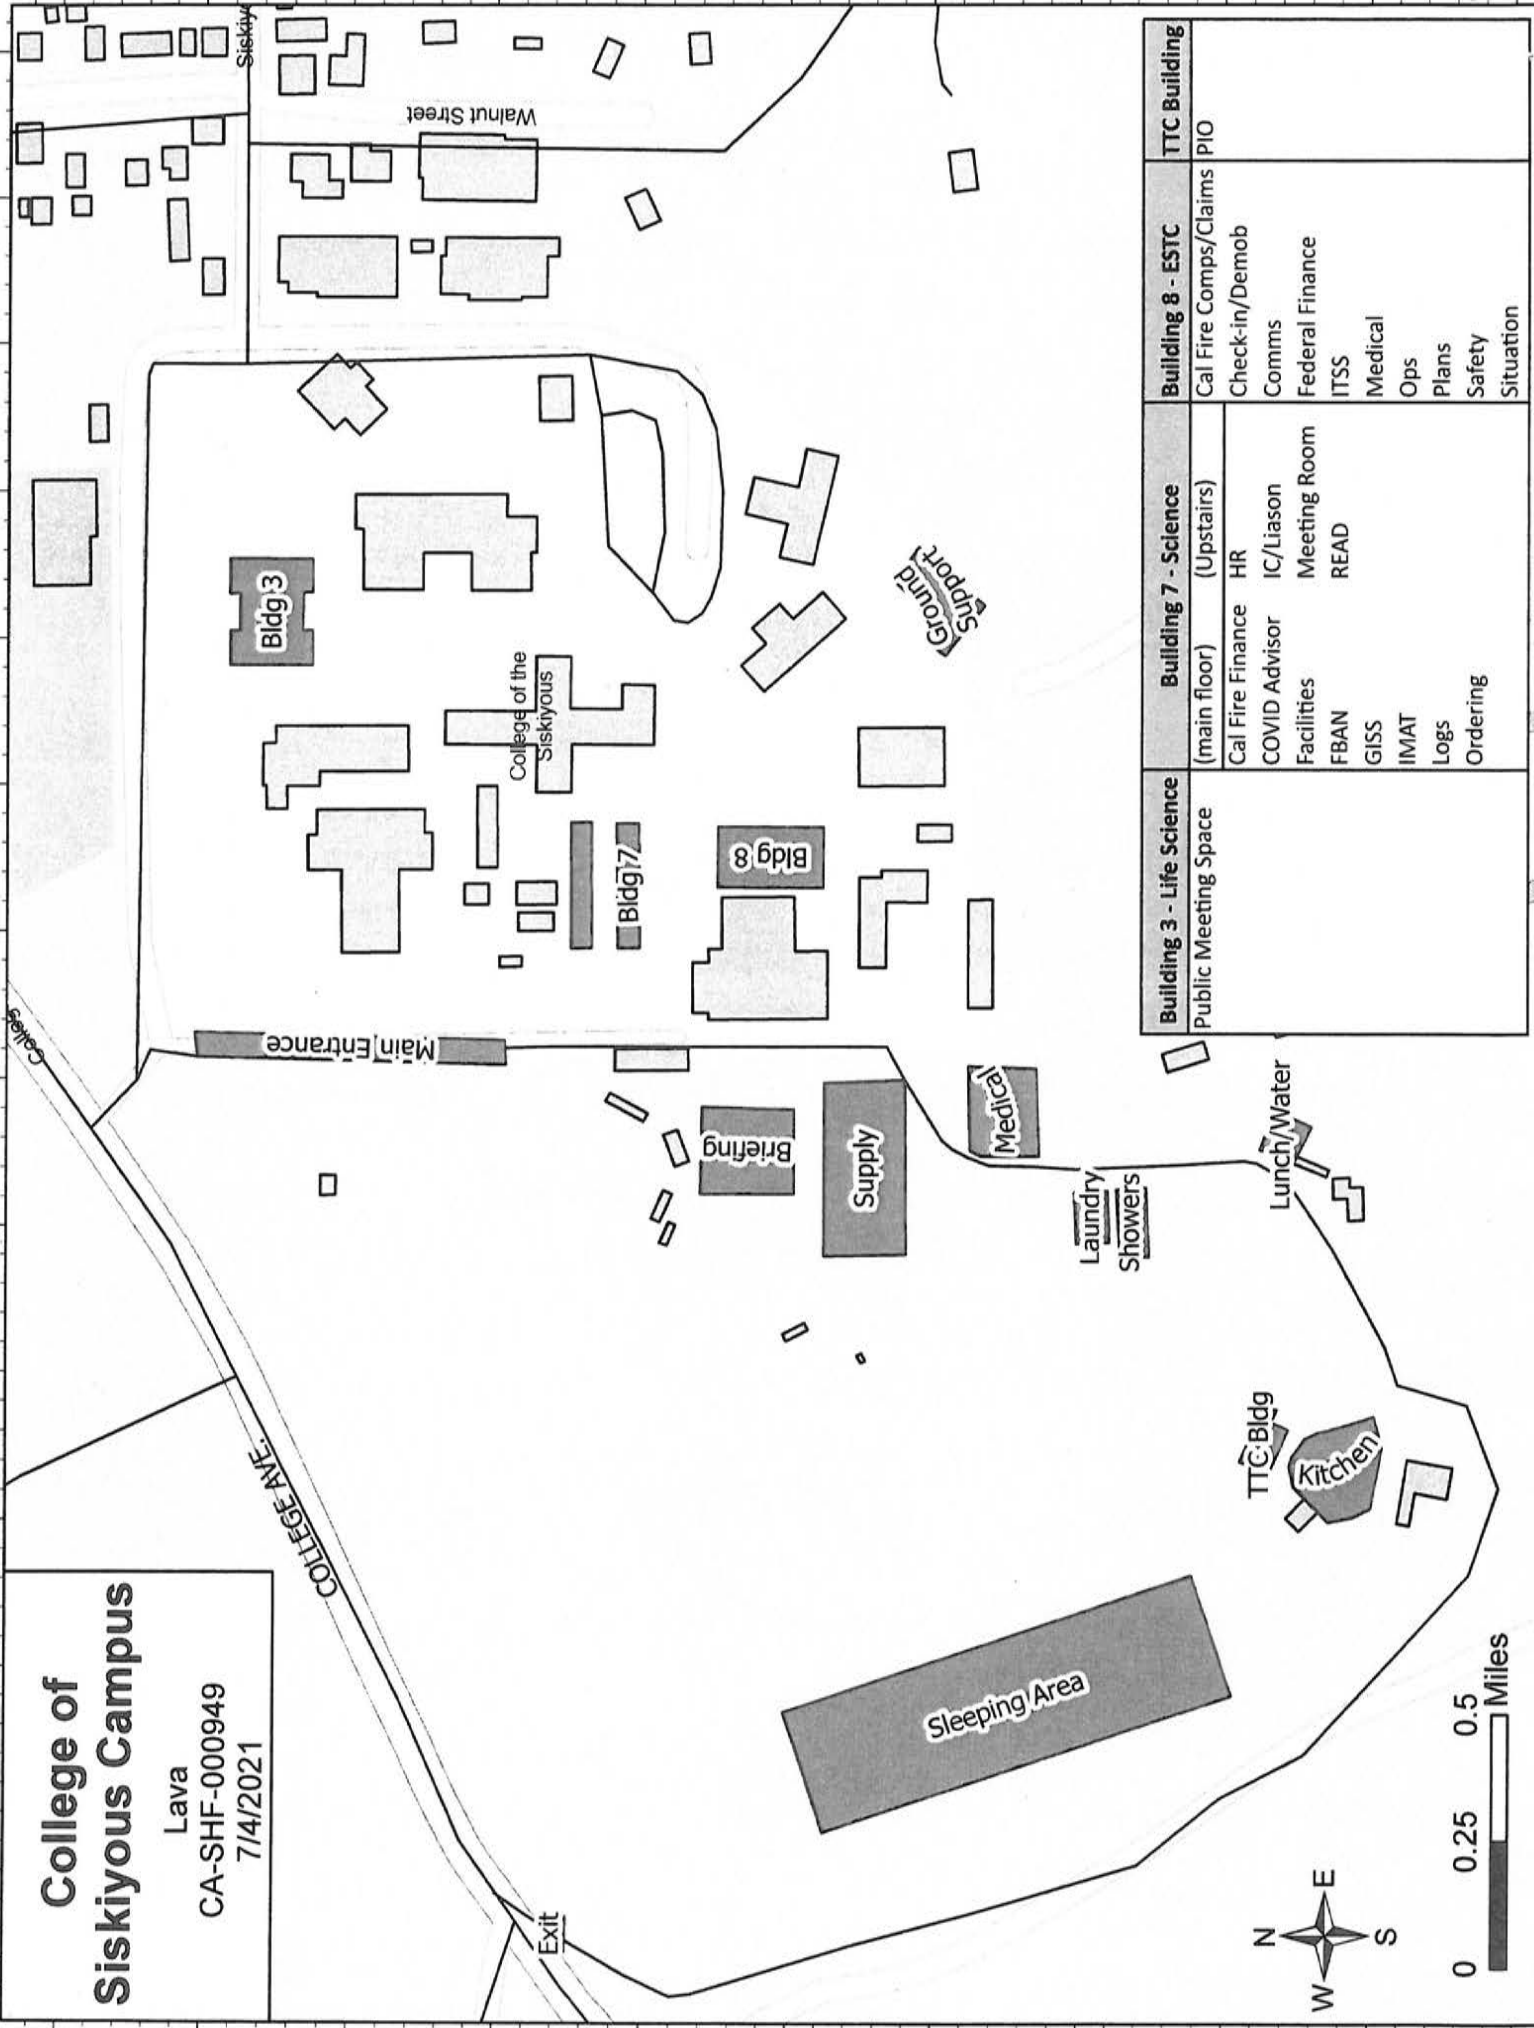 College of
Siskiyous Campus
Lava
CA-SHF-000949
7/4/2021
COLLEGE AVE.
Exit
Main Entrance
Bldg 3
Siskiy
Walnut Street
College of the
Siskiyous
Bldg 7
Bldg 8
Briefing
Supply
Medical
Ground
Support
Laundry
Showers
Lunch/Water
TTC Bldg
Kitchen
Sleeping Area
N
W
E
S
0
0.25
0.5
Miles
Building 3 - Life Science
Public Meeting Space
Building 7 - Science
(main floor)
Cal Fire Finance
COVID Advisor
Facilities
FBAN
GISS
IMAT
Logs
Ordering
(Upstairs)
HR
IC/Liason
Meeting Room
READ
Building 8 - ESTC
Cal Fire Comps/Claims
Check-in/Demob
Comms
Federal Finance
ITSS
Medical
Ops
Plans
Safety
Situation
TTC Building
PIO